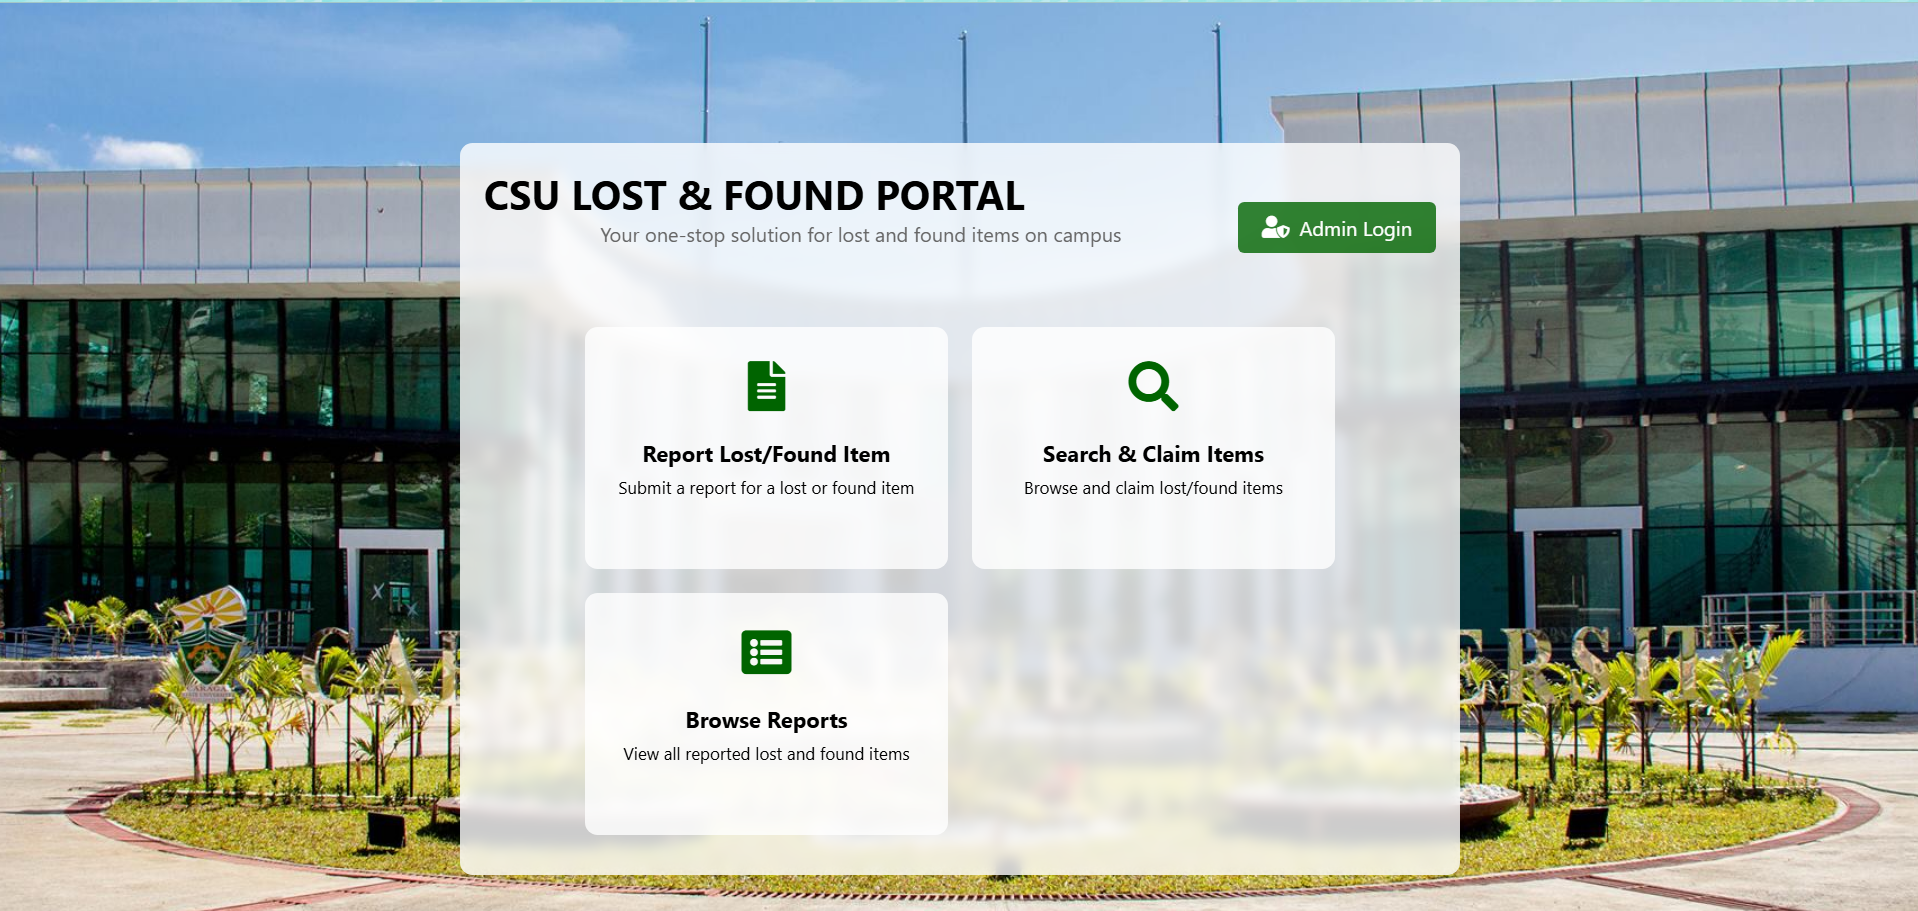 CSU LOST & FOUND PORTAL
Your one-stop solution for lost and found items on campus
Admin Login
Report Lost/Found Item
Submit a report for a lost or found item
Search & Claim Items
Browse and claim lost/found items
Browse Reports
View all reported lost and found items
CARAGA